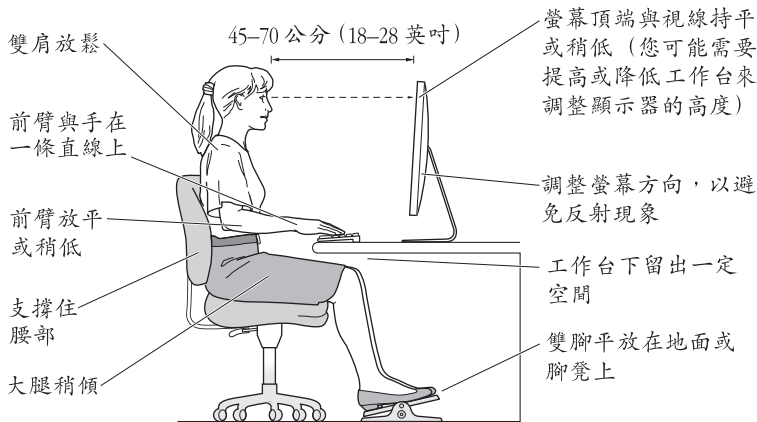 45–70 公分 (18–28 英吋)
雙肩放鬆
前臂與手在
一條直線上
前臂放平
或稍低
支撐住
腰部
大腿稍傾
螢幕頂端與視線持平
或稍低（您可能需要
提高或降低工作台來
調整顯示器的高度）
調整螢幕方向，以避
免反射現象
工作台下留出一定
空間
雙腳平放在地面或
腳凳上